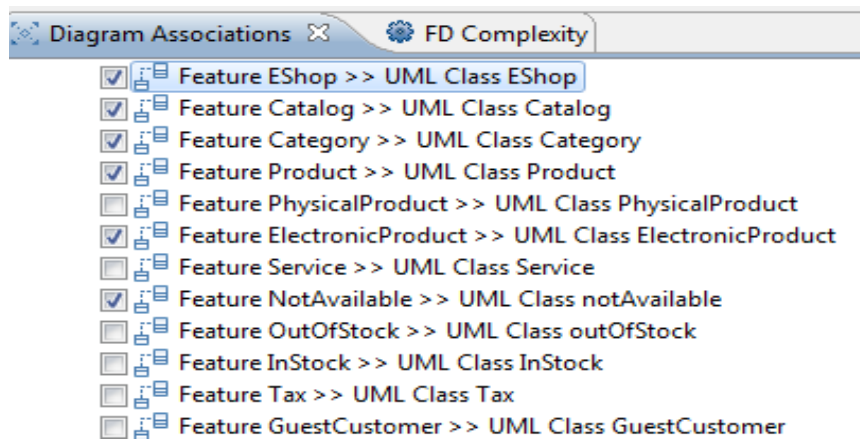 Diagram Associations FD Complexity
Feature EShop >> UML Class EShop
Feature Catalog >> UML Class Catalog
Feature Category >> UML Class Category
Feature Product >> UML Class Product
Feature PhysicalProduct >> UML Class PhysicalProduct
Feature ElectronicProduct >> UML Class ElectronicProduct
Feature Service >> UML Class Service
Feature NotAvailable >> UML Class notAvailable
Feature OutOfStock >> UML Class outOfStock
Feature InStock >> UML Class InStock
Feature Tax >> UML Class Tax
Feature GuestCustomer >> UML Class GuestCustomer